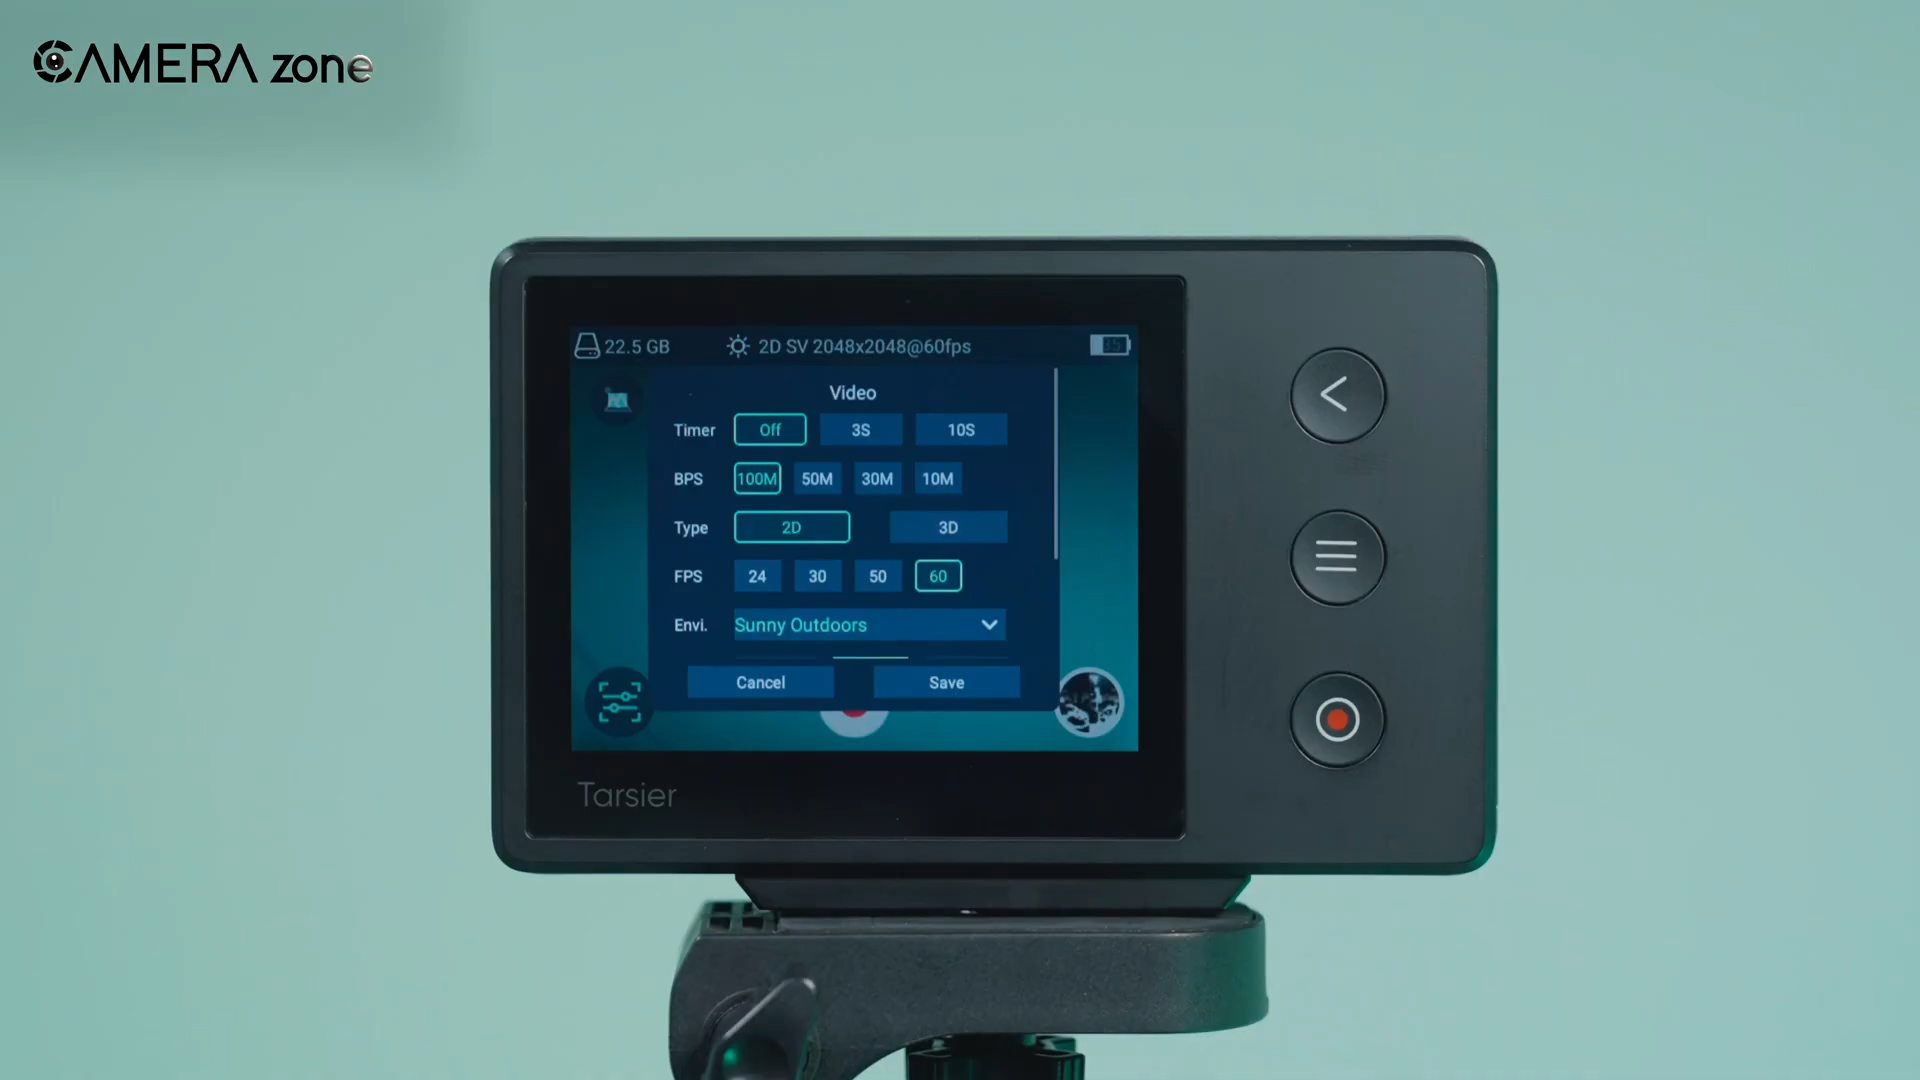 CAMERA zone
22.5 GB
2D SV 2048x2048@60fps
Video
Timer Off 3S 10S
BPS 100M 50M 30M 10M
Type 2D 3D
FPS 24 30 50 60
Envi. Sunny Outdoors
Cancel Save
Tarsier